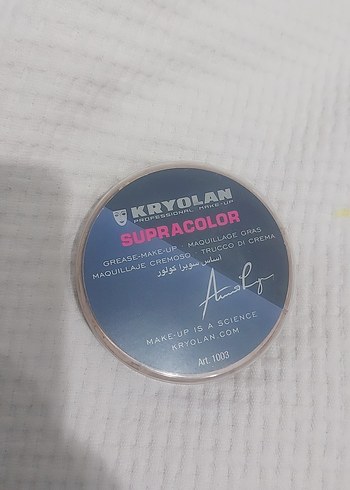 KRYOLAN
PROFESSIONAL MAKE-UP
SUPRACOLOR
GREASE-MAKE-UP · MAQUILLAGE GRAS
MAQUILLAJE CREMOSO · TRUCCO DI CREMA
أساس سوبرا كولور
MAKE-UP IS A SCIENCE
KRYOLAN.COM
Art. 1003